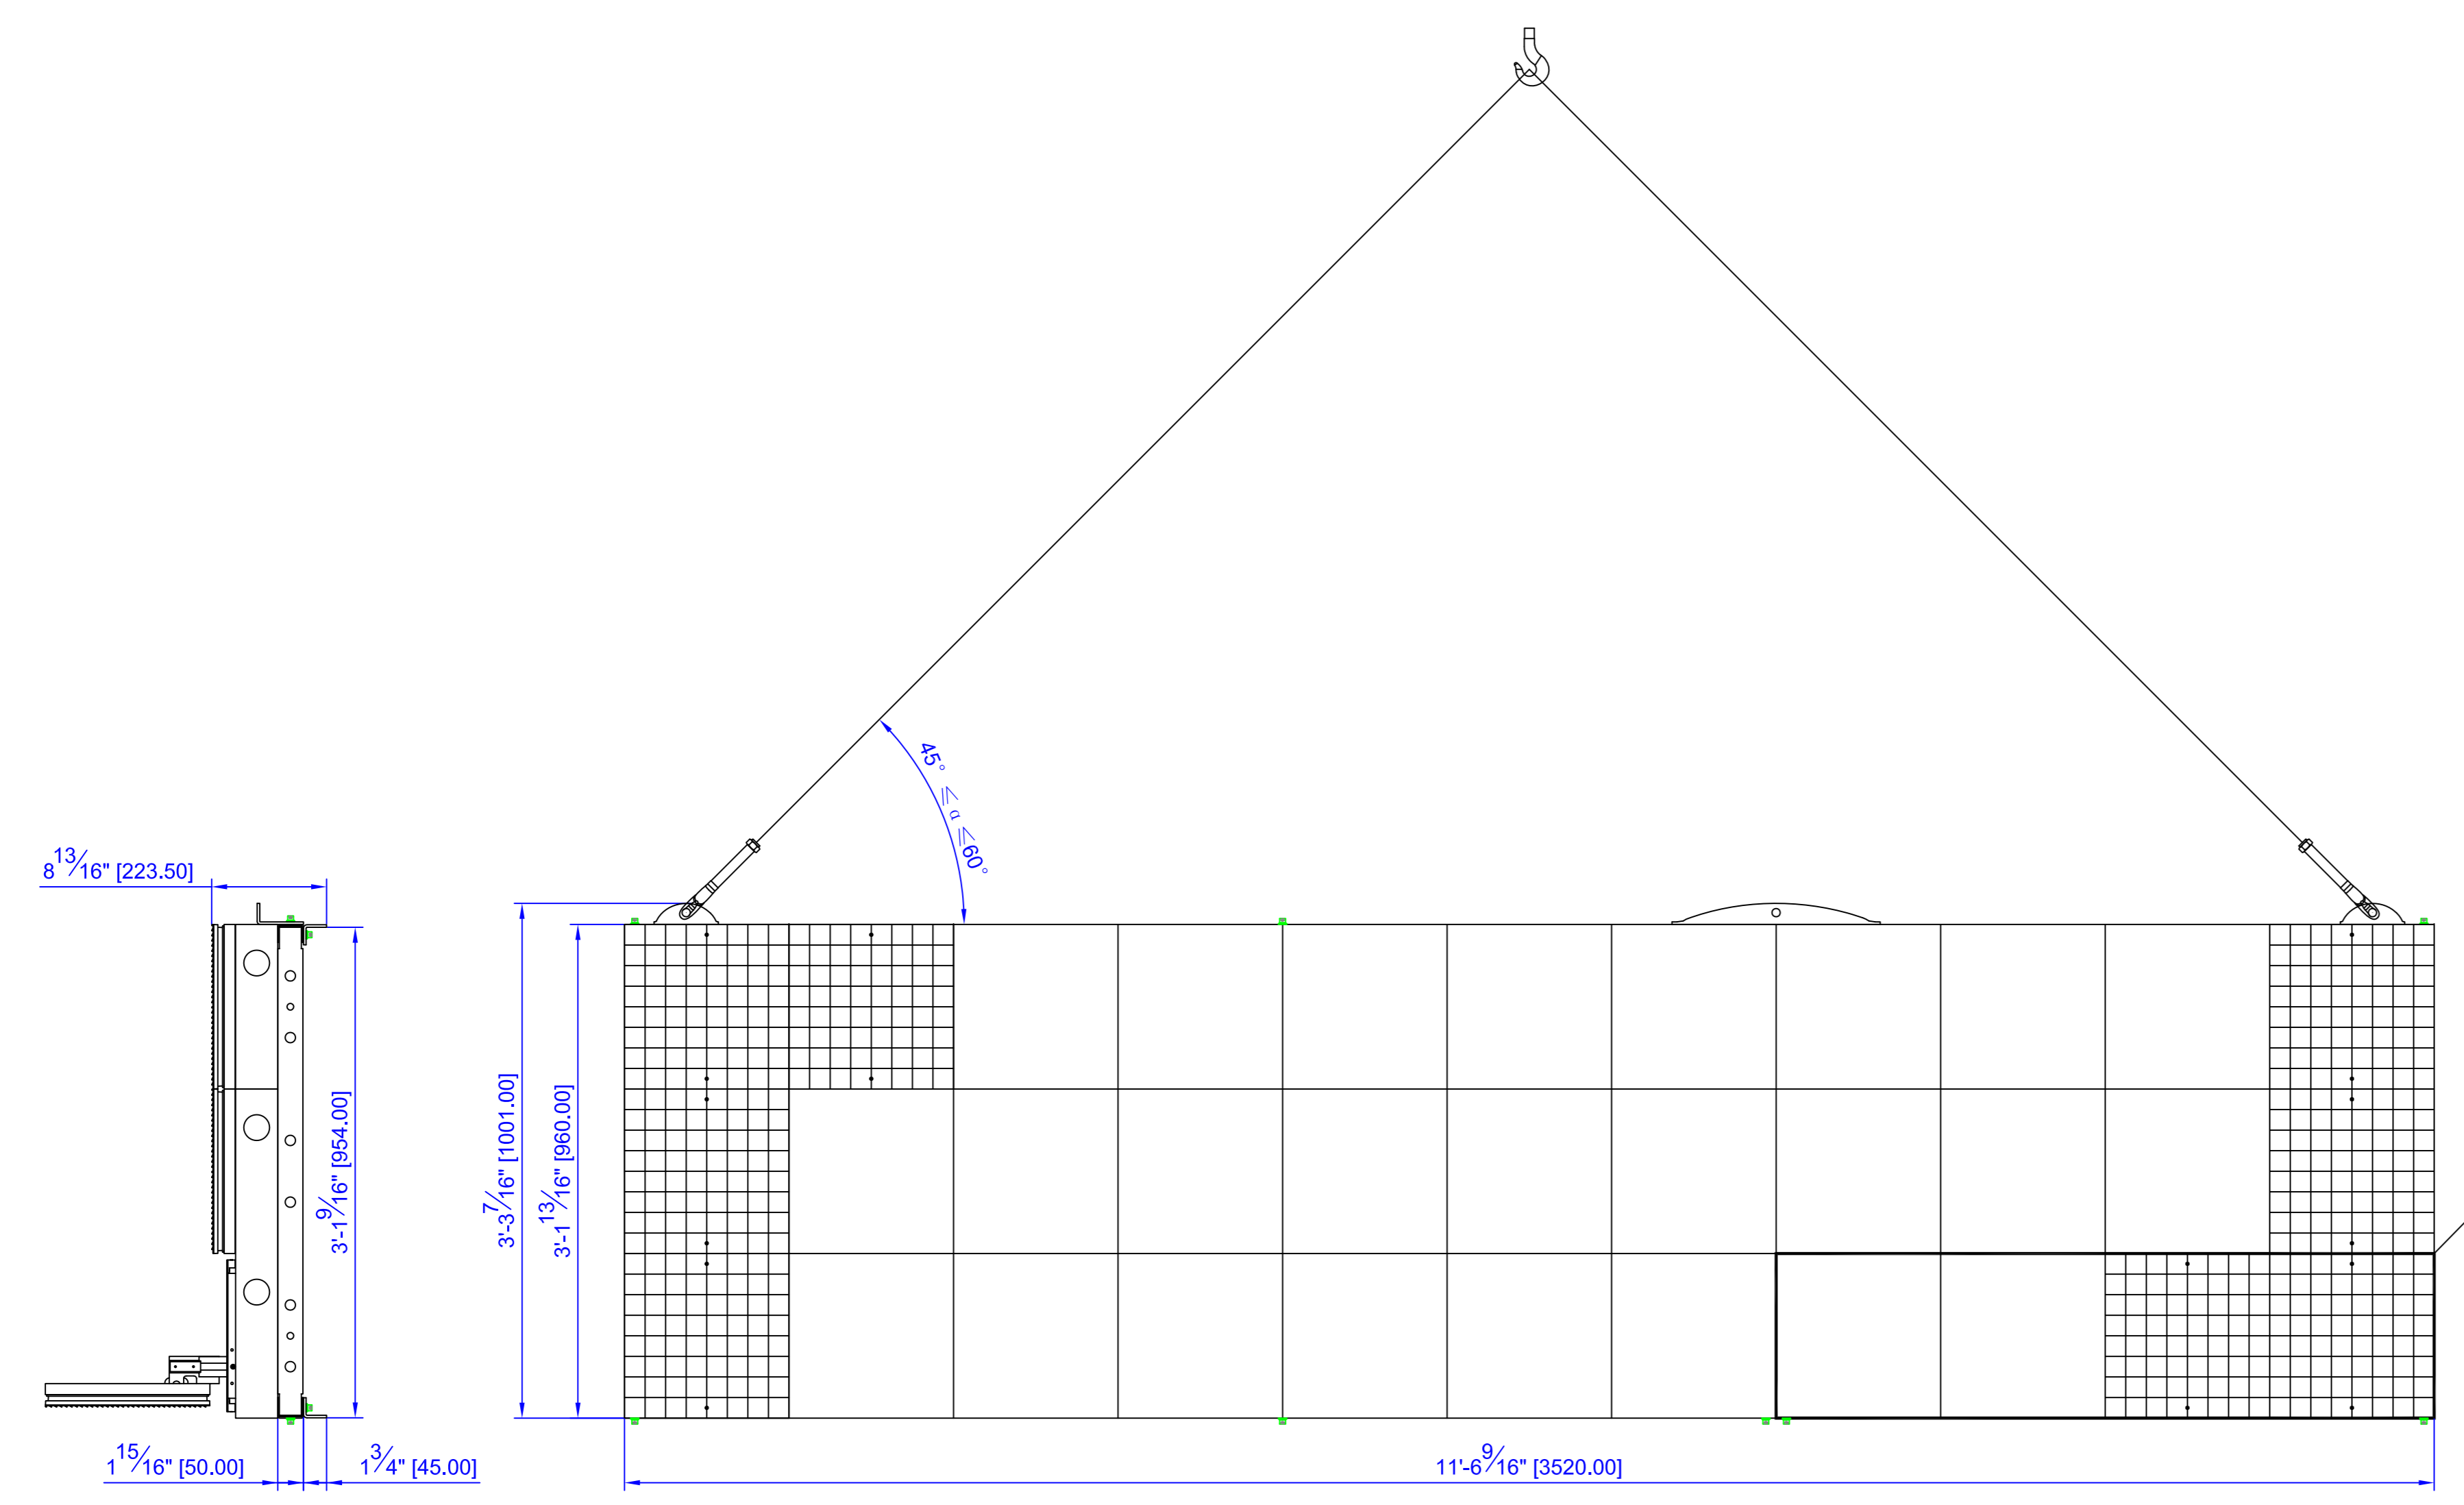 45° ≤ α ≤60°
8 13/16" [223.50]
3'-1 9/16" [954.00]
3'-3 7/16" [1001.00]
3'-1 13/16" [960.00]
1 15/16" [50.00]
1 3/4" [45.00]
11'-6 9/16" [3520.00]